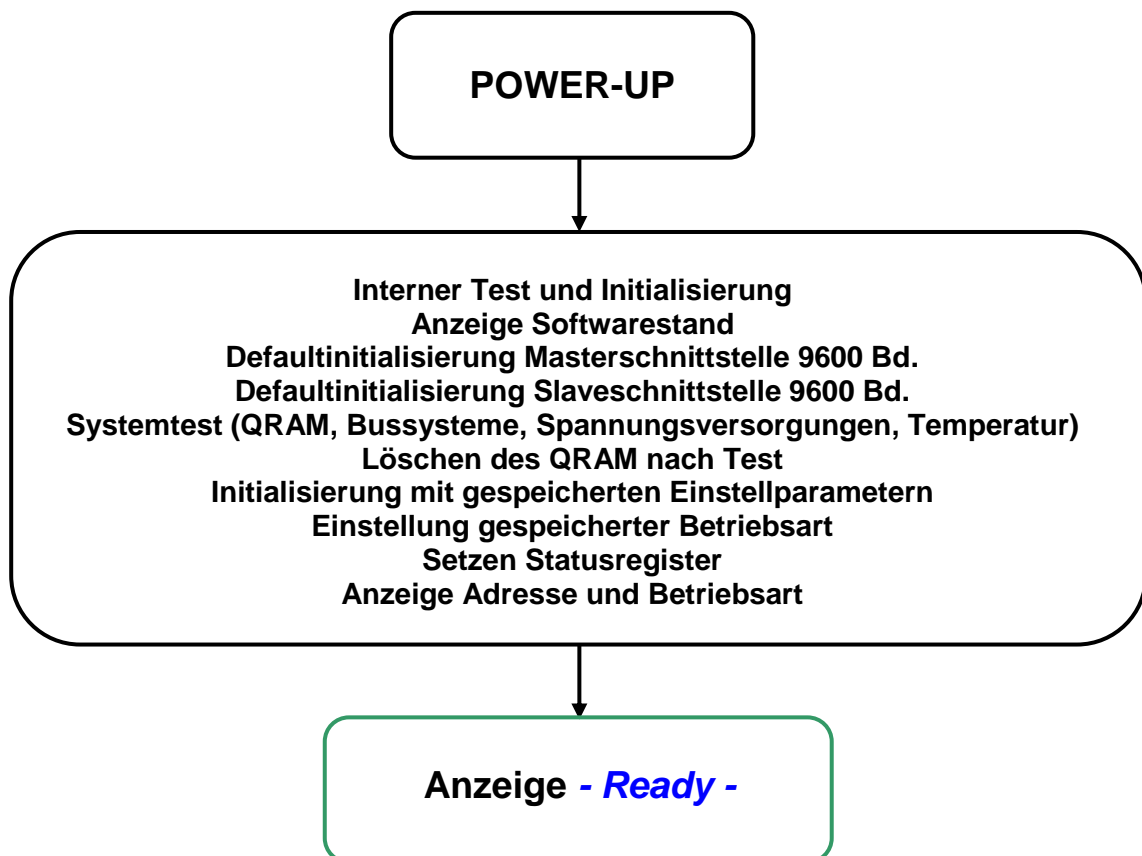 POWER-UP
Interner Test und Initialisierung
Anzeige Softwarestand
Defaultinitialisierung Masterschnittstelle 9600 Bd.
Defaultinitialisierung Slaveschnittstelle 9600 Bd.
Systemtest (QRAM, Bussysteme, Spannungsversorgungen, Temperatur)
Löschen des QRAM nach Test
Initialisierung mit gespeicherten Einstellparametern
Einstellung gespeicherter Betriebsart
Setzen Statusregister
Anzeige Adresse und Betriebsart
Anzeige - Ready -